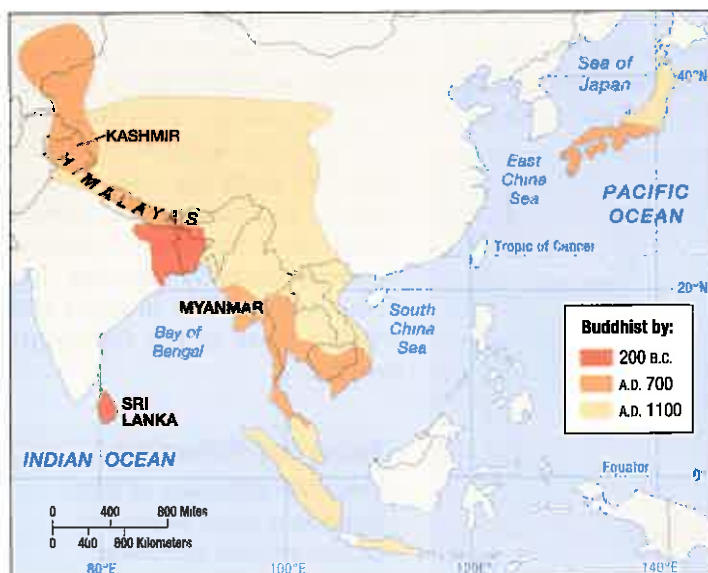 Sea of
Japan
40°N
KASHMIR
HIMALAYAS
East
China
Sea
PACIFIC
OCEAN
Tropic of Cancer
20°N
MYANMAR
Bay of
Bengal
South
China
Sea
Buddhist by:
200 B.C.
A.D. 700
A.D. 1100
SRI
LANKA
INDIAN OCEAN
Equator
0°
0 400 800 Miles
0 400 800 Kilometers
80°E 100°E 120°E 140°E